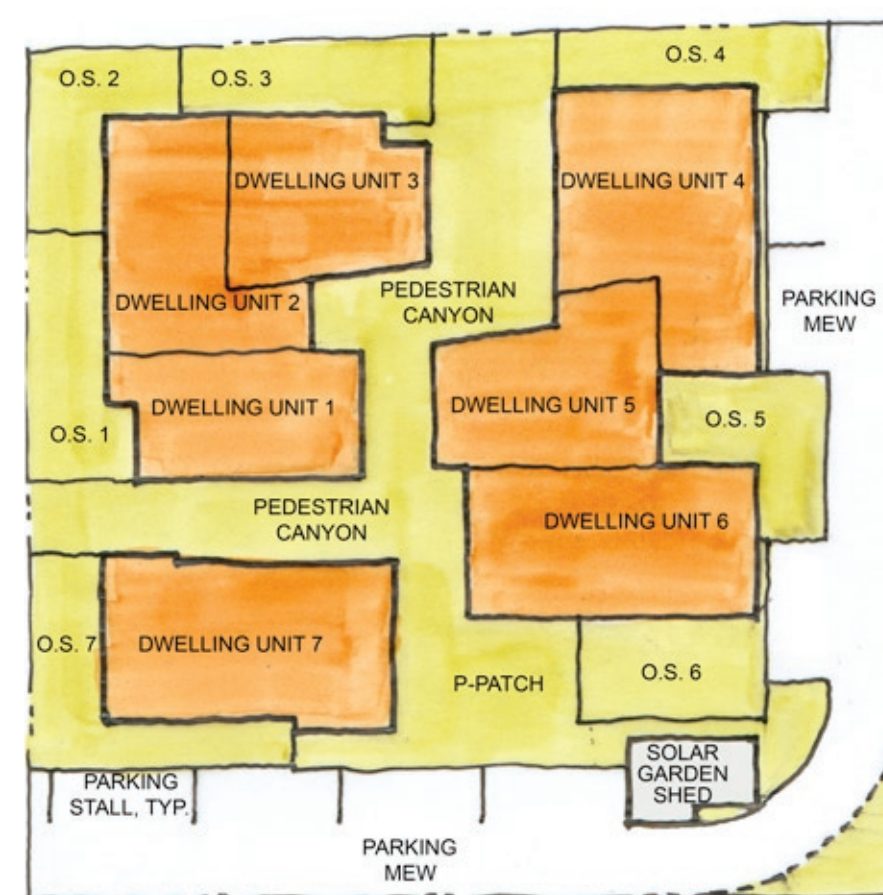 O.S. 2
O.S. 3
O.S. 4
DWELLING UNIT 3
DWELLING UNIT 4
DWELLING UNIT 2
PEDESTRIAN
CANYON
PARKING
MEW
DWELLING UNIT 1
DWELLING UNIT 5
O.S. 5
O.S. 1
PEDESTRIAN
CANYON
DWELLING UNIT 6
O.S. 7
DWELLING UNIT 7
P-PATCH
O.S. 6
SOLAR
GARDEN
SHED
PARKING
STALL, TYP.
PARKING
MEW